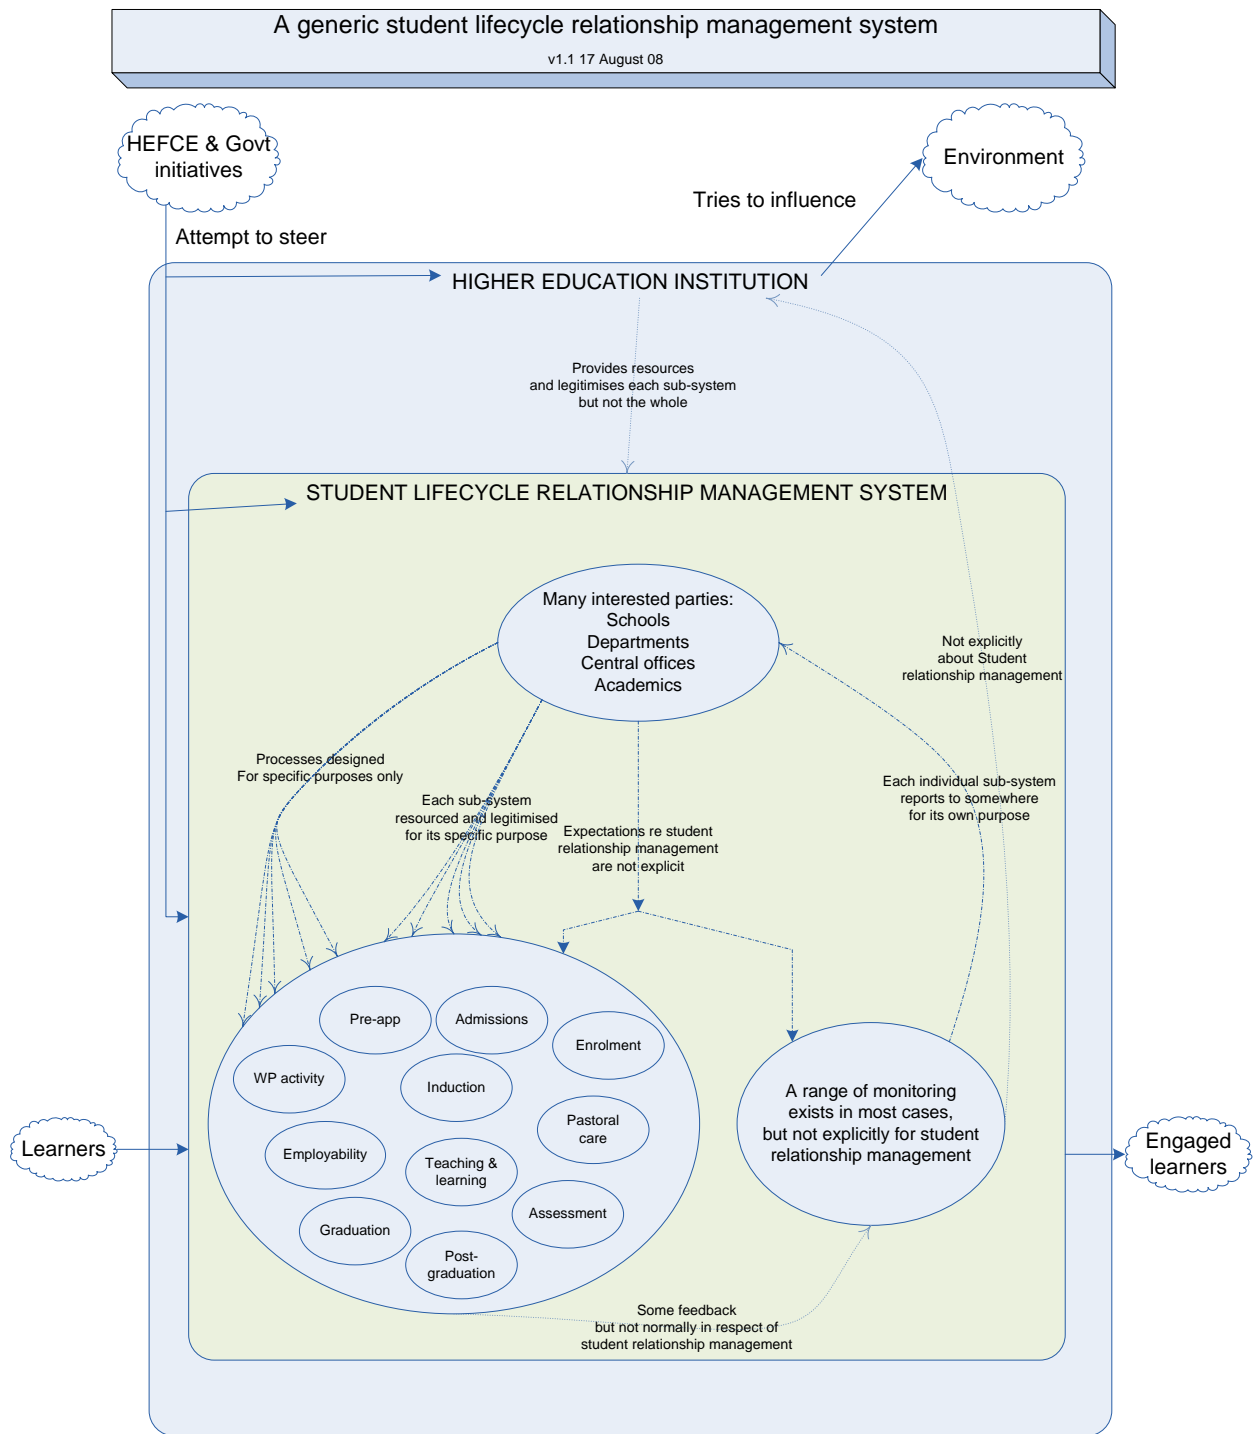 A generic student lifecycle relationship management system
v1.1 17 August 08
HEFCE & Govt
initiatives
Environment
Tries to influence
Attempt to steer
HIGHER EDUCATION INSTITUTION
Provides resources
and legitimises each sub-system
but not the whole
STUDENT LIFECYCLE RELATIONSHIP MANAGEMENT SYSTEM
Many interested parties:
Schools
Departments
Central offices
Academics
Not explicitly
about Student
relationship management
Processes designed
For specific purposes only
Each sub-system
resourced and legitimised
for its specific purpose
Expectations re student
relationship management
are not explicit
Each individual sub-system
reports to somewhere
for its own purpose
Pre-app
Admissions
Enrolment
WP activity
Induction
Pastoral
care
Employability
Teaching &
learning
Assessment
Graduation
Post-
graduation
A range of monitoring
exists in most cases,
but not explicitly for student
relationship management
Learners
Engaged
learners
Some feedback
but not normally in respect of
student relationship management